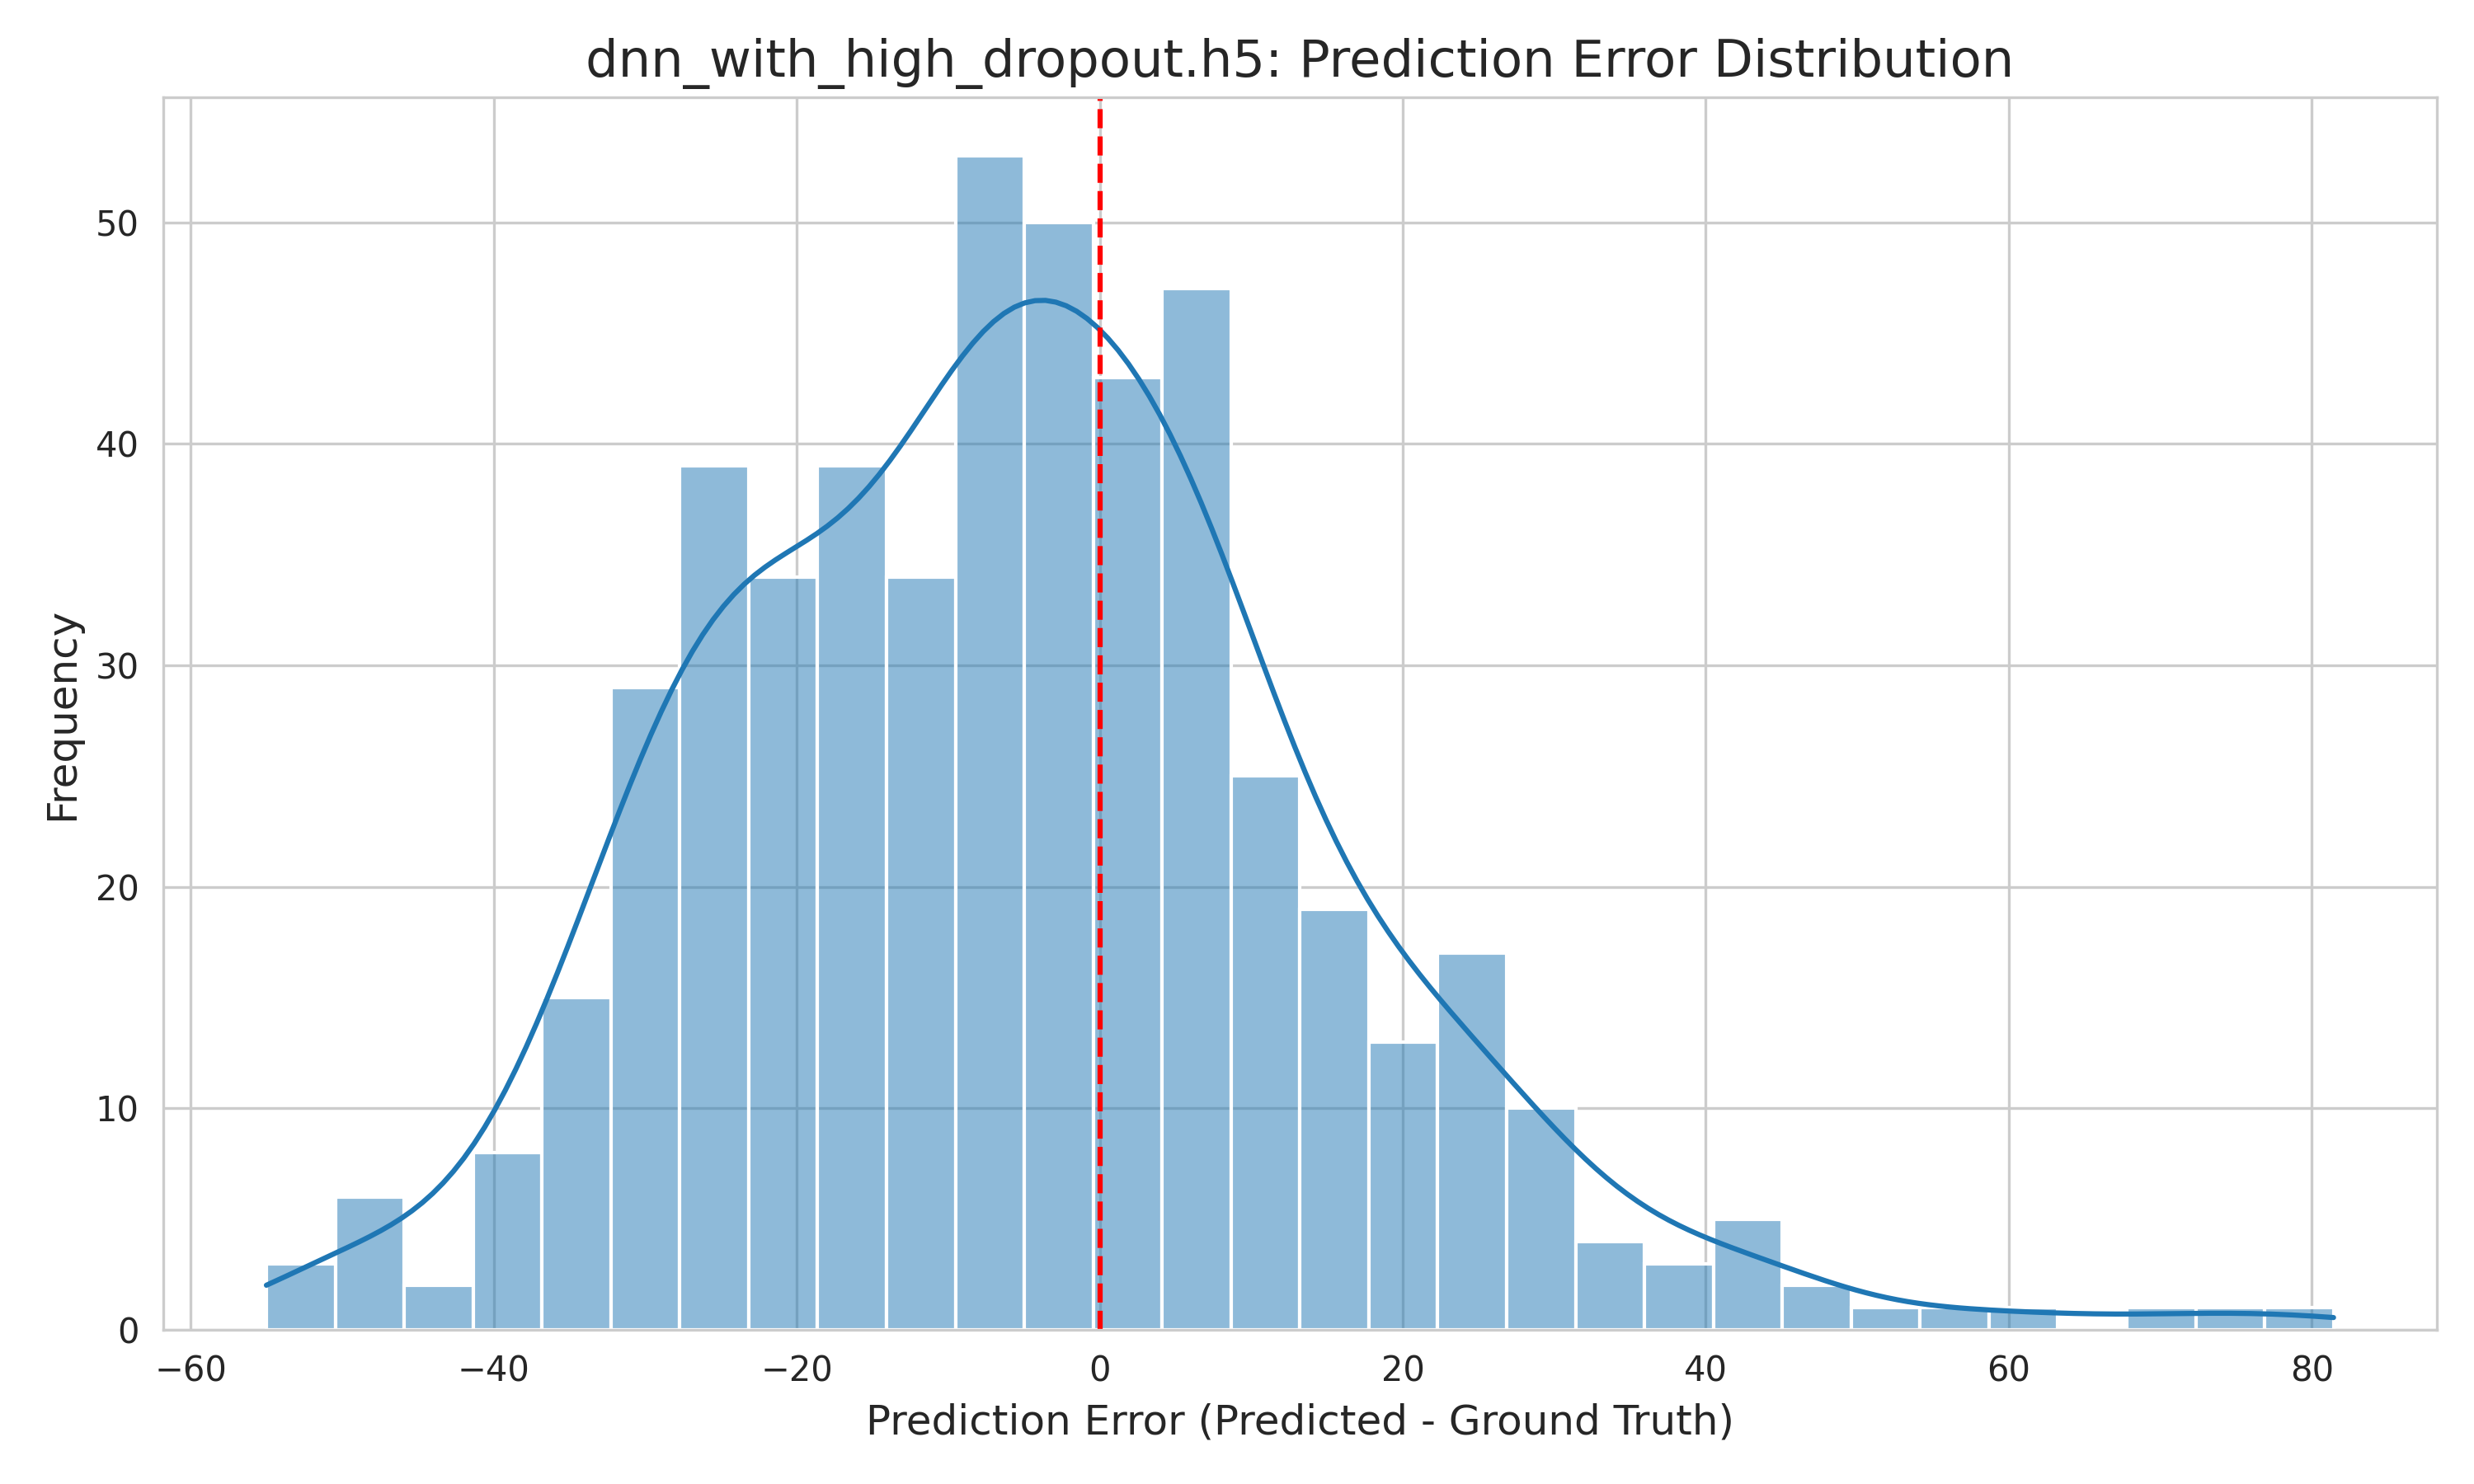 dnn_with_high_dropout.h5: Prediction Error Distribution
Frequency
50
40
30
20
10
0
−60 −40 −20 0 20 40 60 80
Prediction Error (Predicted - Ground Truth)